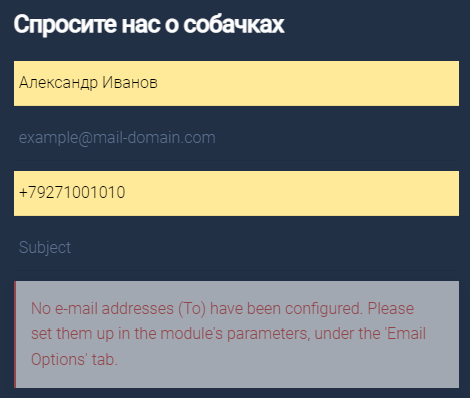 Спросите нас о собачках
Александр Иванов
example@mail-domain.com
+79271001010
Subject
No e-mail addresses (To) have been configured. Please
set them up in the module's parameters, under the 'Email
Options' tab.